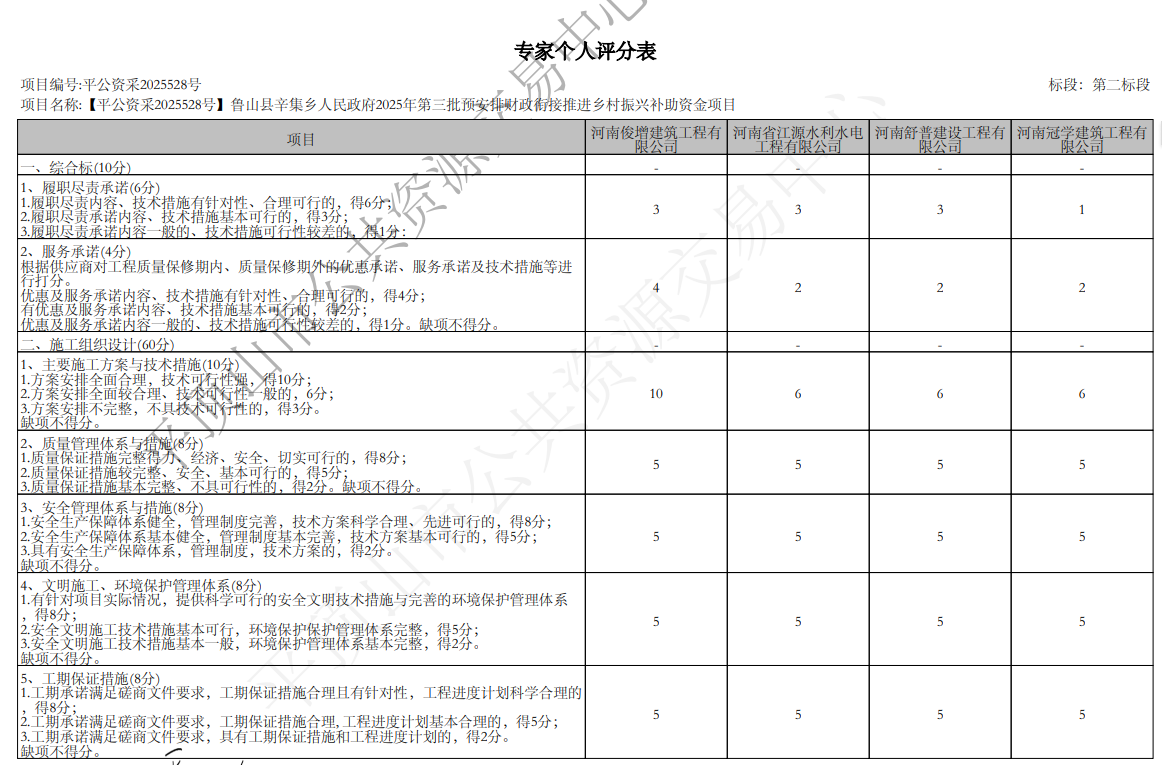 专家个人评分表
项目编号:平公资采2025528号
标段：第二标段
项目名称:【平公资采2025528号】鲁山县辛集乡人民政府2025年第三批预安排财政衔接推进乡村振兴补助资金项目
项目
河南俊增建筑工程有
限公司
河南省江源水利水电
工程有限公司
河南舒普建设工程有
限公司
河南冠学建筑工程有
限公司
一、综合标(10分)
-
-
-
-
1、履职尽责承诺(6分)
1.履职尽责内容、技术措施有针对性、合理可行的，得6分；
2.履职尽责承诺内容、技术措施基本可行的，得3分；
3.履职尽责承诺内容一般的、技术措施可行性较差的，得1分：
3
3
3
1
2、服务承诺(4分)
根据供应商对工程质量保修期内、质量保修期外的优惠承诺、服务承诺及技术措施等进
行打分。
优惠及服务承诺内容、技术措施有针对性、合理可行的，得4分；
有优惠及服务承诺内容、技术措施基本可行的，得2分；
优惠及服务承诺内容一般的、技术措施可行性较差的，得1分。缺项不得分。
4
2
2
2
二、施工组织设计(60分)
-
-
-
-
1、主要施工方案与技术措施(10分)
1.方案安排全面合理，技术可行性强，得10分；
2.方案安排全面较合理、技术可行性一般的，6分；
3.方案安排不完整，不具技术可行性的，得3分。
缺项不得分。
10
6
6
6
2、质量管理体系与措施(8分)
1.质量保证措施完整得力、经济、安全、切实可行的，得8分；
2.质量保证措施较完整、安全、基本可行的，得5分；
3.质量保证措施基本完整、不具可行性的，得2分。缺项不得分。
5
5
5
5
3、安全管理体系与措施(8分)
1.安全生产保障体系健全，管理制度完善，技术方案科学合理、先进可行的，得8分；
2.安全生产保障体系基本健全，管理制度基本完善，技术方案基本可行的，得5分；
3.具有安全生产保障体系，管理制度，技术方案的，得2分。
缺项不得分。
5
5
5
5
4、文明施工、环境保护管理体系(8分)
1.有针对项目实际情况，提供科学可行的安全文明技术措施与完善的环境保护管理体系
，得8分；
2.安全文明施工技术措施基本可行，环境保护保护管理体系完整，得5分；
3.安全文明施工技术措施基本一般，环境保护管理体系基本完整，得2分。
缺项不得分。
5
5
5
5
5、工期保证措施(8分)
1.工期承诺满足磋商文件要求，工期保证措施合理且有针对性，工程进度计划科学合理的
，得8分；
2.工期承诺满足磋商文件要求，工期保证措施合理,工程进度计划基本合理的，得5分；
3.工期承诺满足磋商文件要求，具有工期保证措施和工程进度计划的，得2分。
缺项不得分。
5
5
5
5
平顶山市公共资源交易中心
平顶山市公共资源交易中心